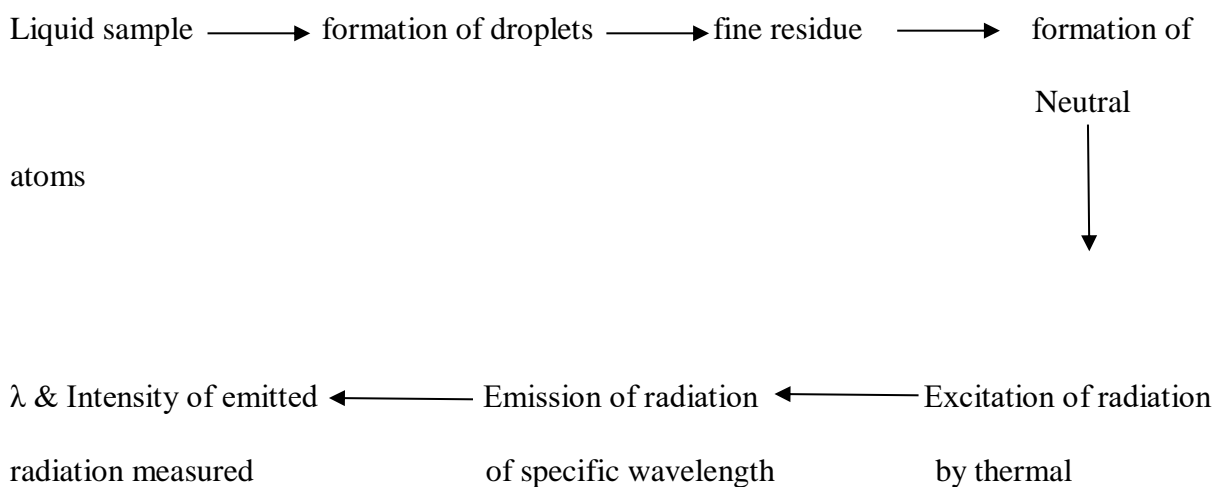 Liquid sample formation of droplets fine residue formation of
Neutral
atoms
λ & Intensity of emitted Emission of radiation Excitation of radiation
radiation measured of specific wavelength by thermal